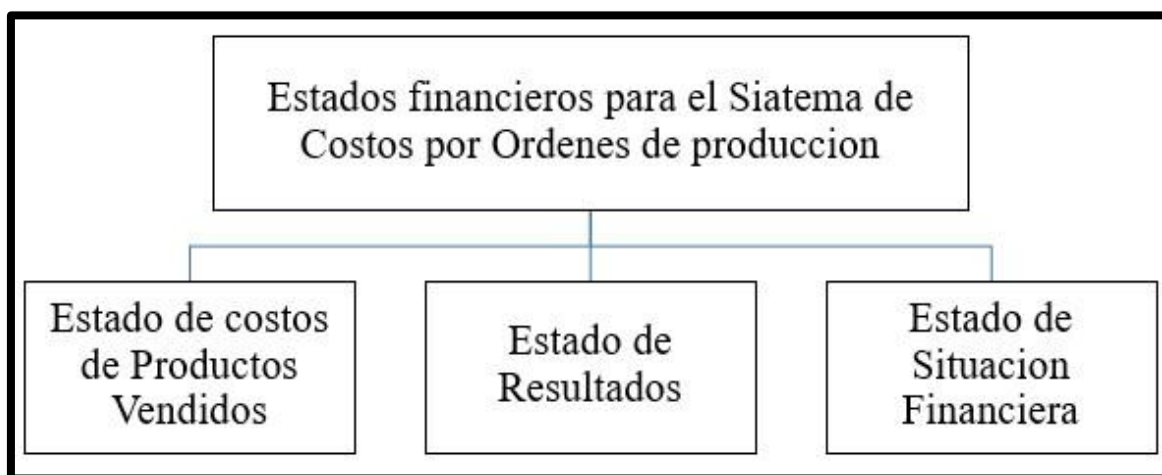 Estados financieros para el Siatema de
Costos por Ordenes de produccion
Estado de costos
de Productos
Vendidos
Estado de
Resultados
Estado de
Situacion
Financiera